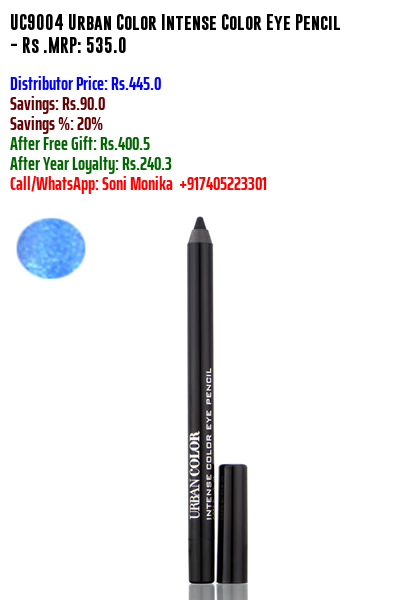 UC9004 Urban Color Intense Color Eye Pencil
- Rs .MRP: 535.0
Distributor Price: Rs.445.0
Savings: Rs.90.0
Savings %: 20%
After Free Gift: Rs.400.5
After Year Loyalty: Rs.240.3
Call/WhatsApp: Soni Monika +917405223301
URBAN COLOR
INTENSE COLOR EYE PENCIL